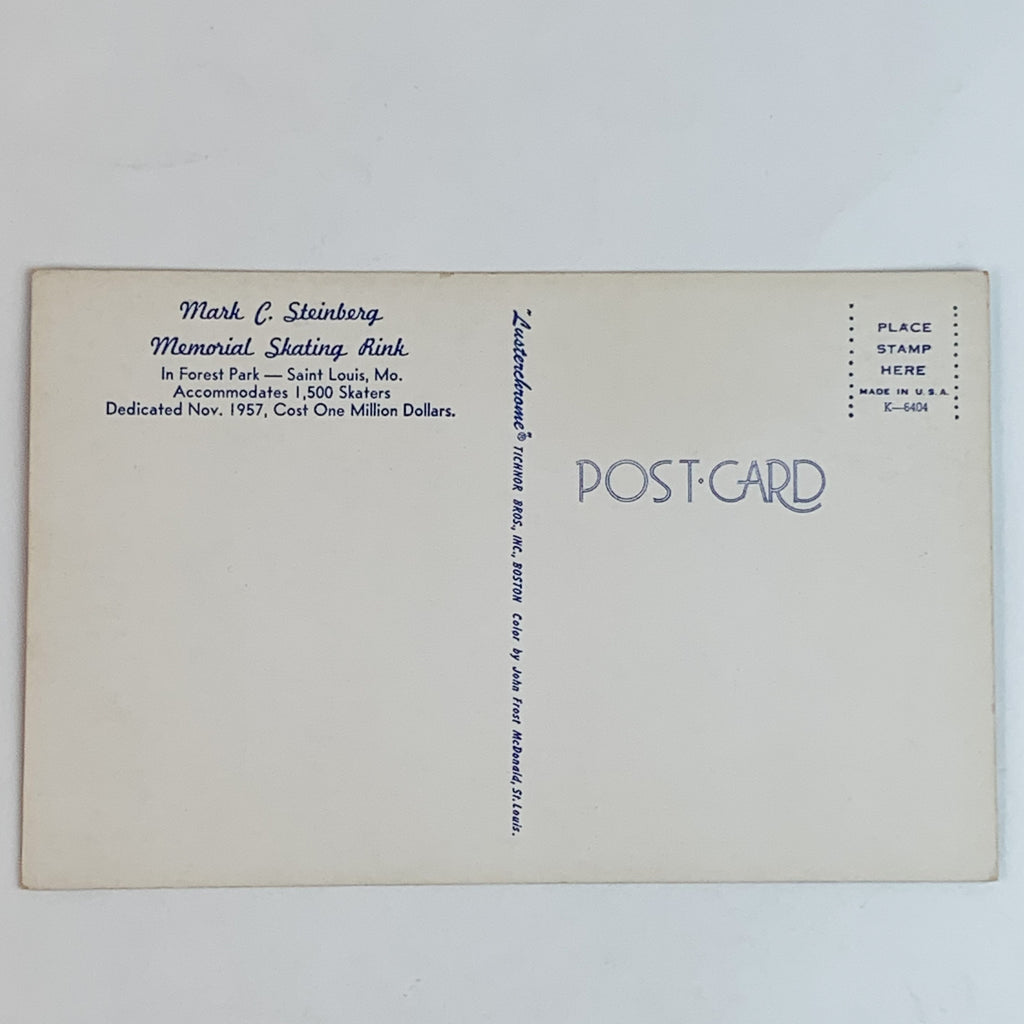 Mark C. Steinberg
Memorial Skating Rink
In Forest Park — Saint Louis, Mo.
Accommodates 1,500 Skaters
Dedicated Nov. 1957, Cost One Million Dollars.
"Lusterchrome"® TICHNOR BROS., INC., BOSTON Color by John Frost McDonald, St. Louis.
PLACE
STAMP
HERE
MADE IN U.S.A.
K—6404
POST·CARD